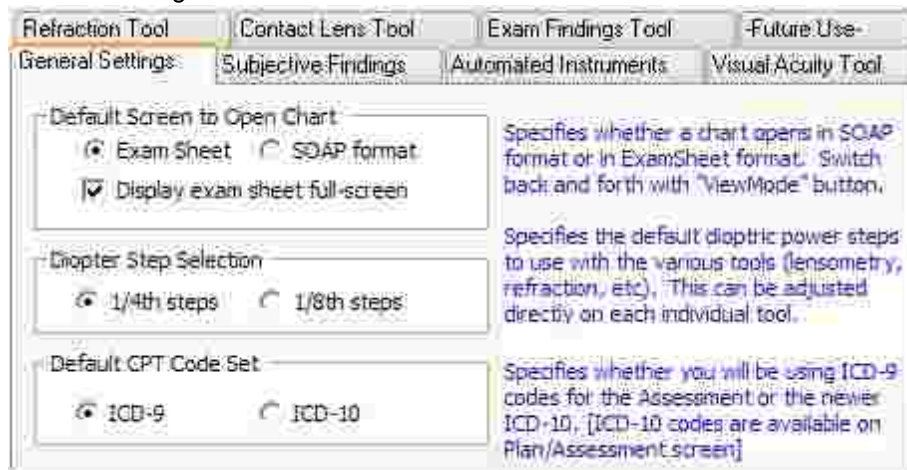 Refraction Tool Contact Lens Tool Exam Findings Tool -Future Use-
General Settings Subjective Findings Automated Instruments Visual Acuity Tool
Default Screen to Open Chart
Exam Sheet SOAP format
Display exam sheet full-screen
Specifies whether a chart opens in SOAP
format or in ExamSheet format. Switch
back and forth with "ViewMode" button.
Diopter Step Selection
1/4th steps 1/8th steps
Specifies the default dioptric power steps
to use with the various tools (lensometry,
refraction, etc). This can be adjusted
directly on each individual tool.
Default CPT Code Set
ICD-9 ICD-10
Specifies whether you will be using ICD-9
codes for the Assessment or the newer
ICD-10. [ICD-10 codes are available on
Plan/Assessment screen]